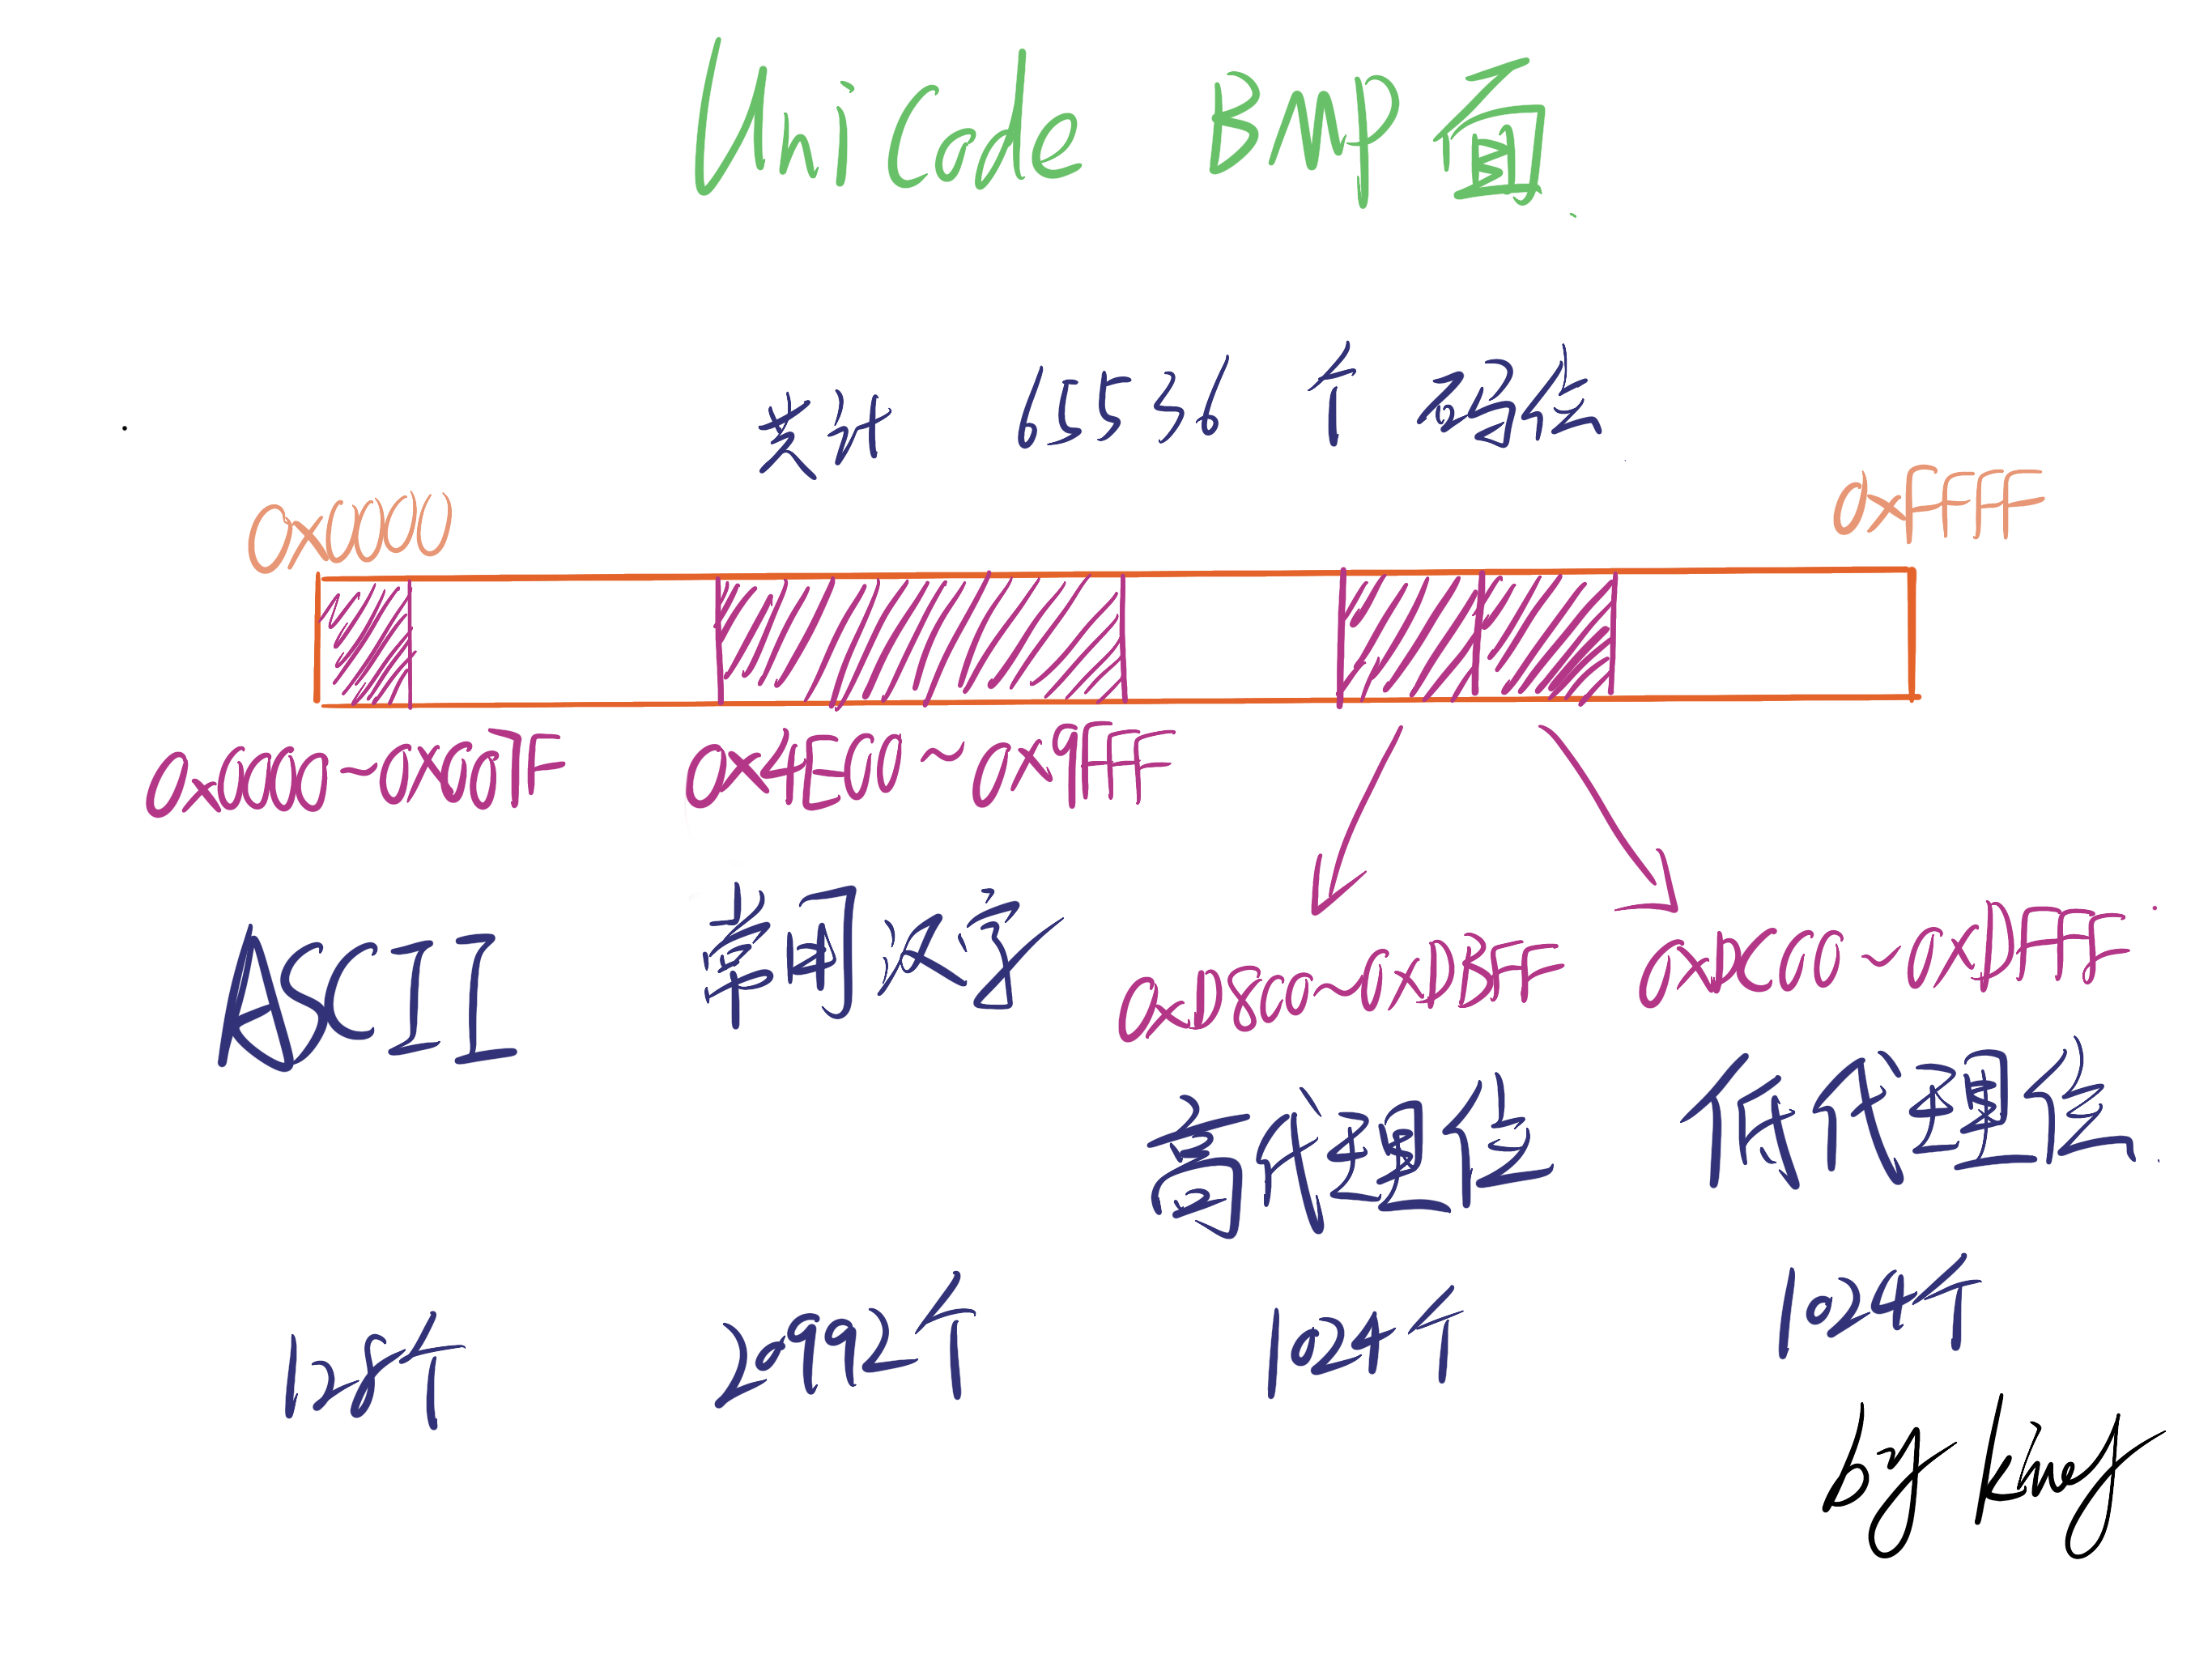 UniCode BMP面
共计 65536 个 码位
0x0000
0xffff
0x0000~0x007F
0x4E00~0x9FFF
0xD800~0xDBFF
0xDC00~0xDFFF
ASCII
常用汉字
高代理位
低代理位
128个
20992个
1024个
1024个
by king